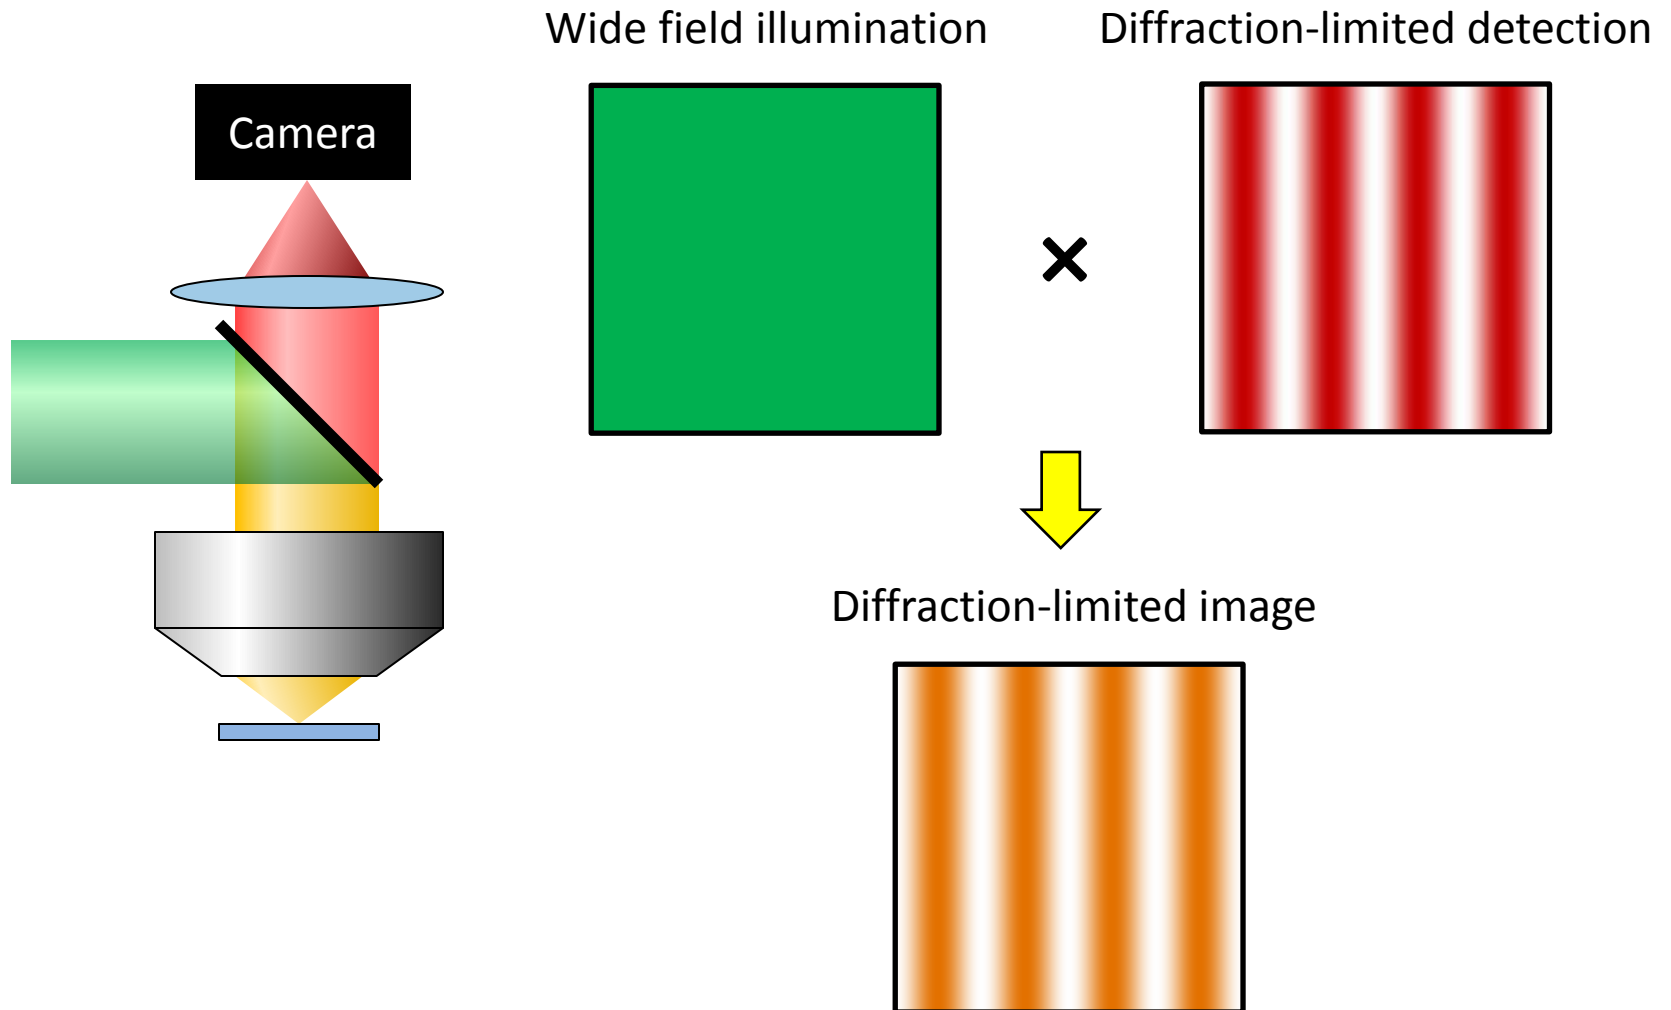 Wide field illumination
Diffraction-limited detection
Camera
Diffraction-limited image